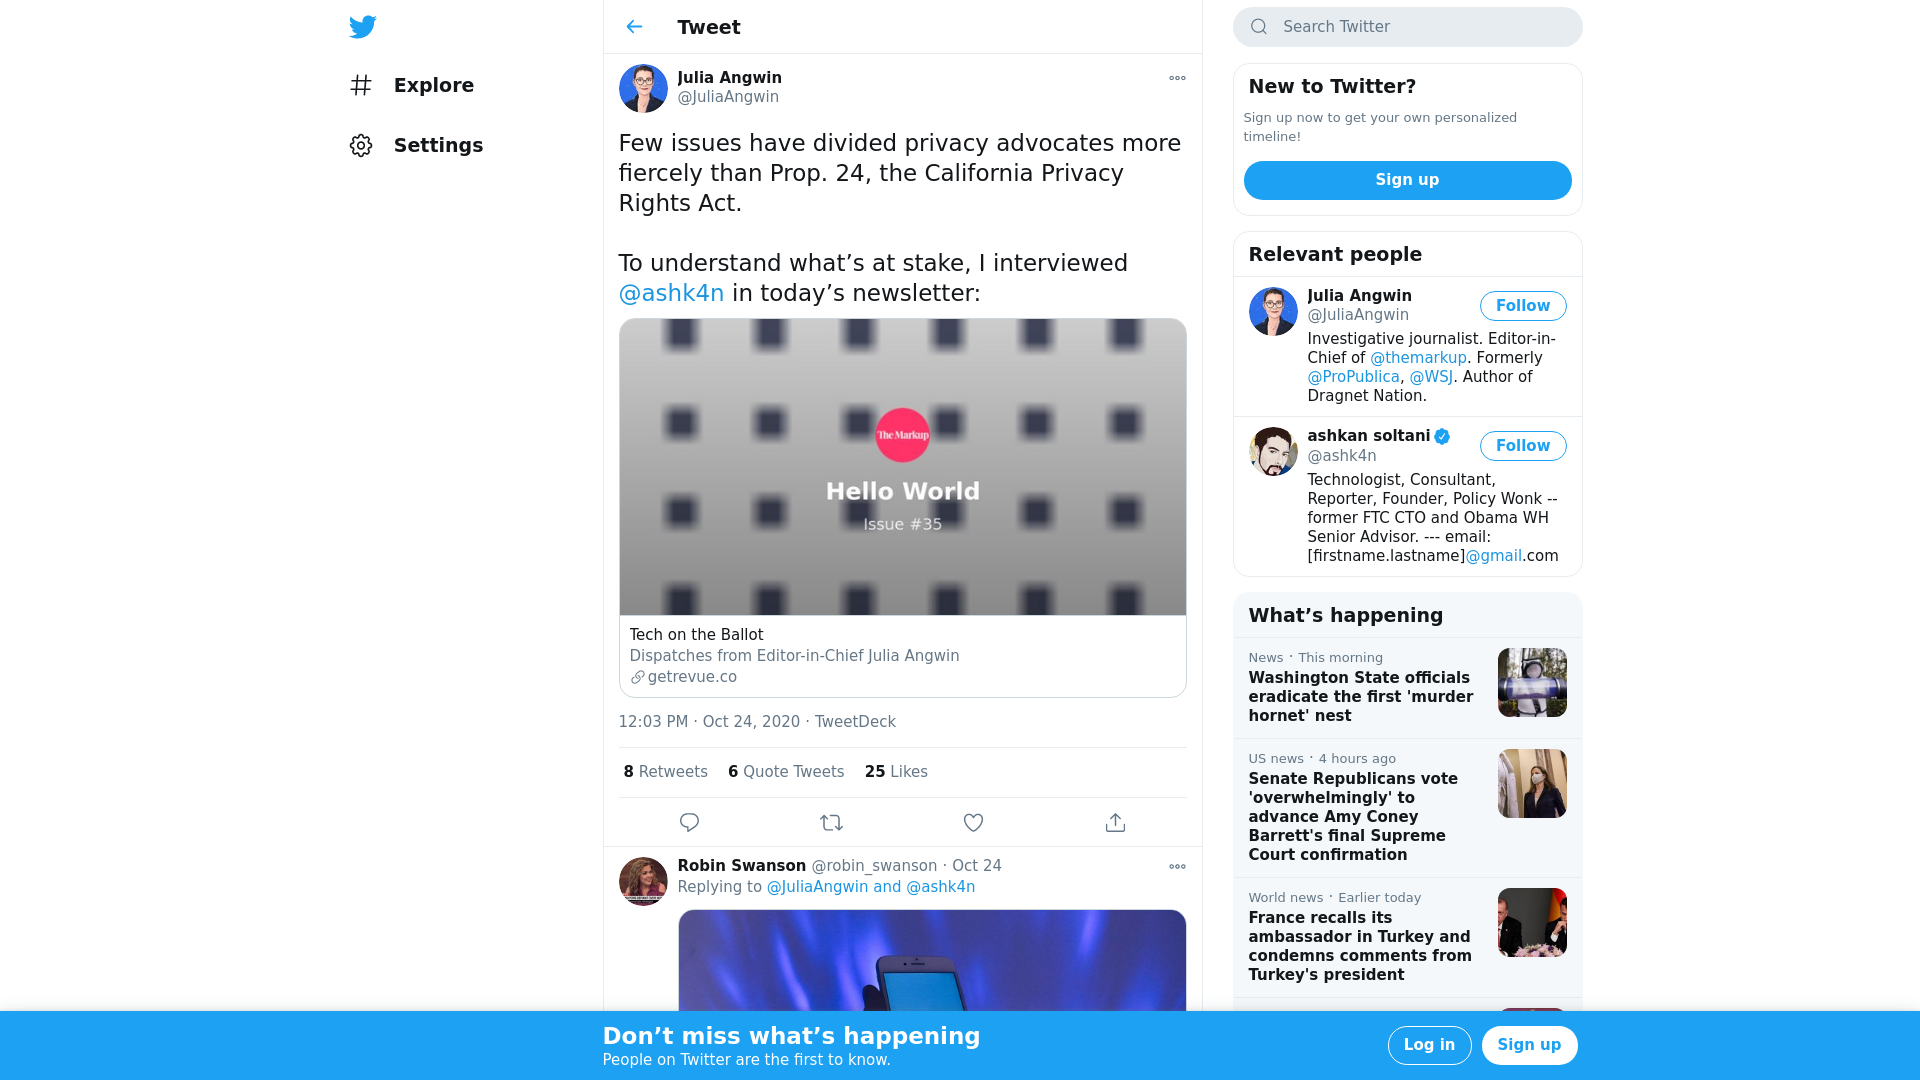 Explore
Settings
Tweet
Julia Angwin
@JuliaAngwin
Few issues have divided privacy advocates more
fiercely than Prop. 24, the California Privacy
Rights Act.
To understand what’s at stake, I interviewed
@ashk4n in today’s newsletter:
The Markup
Hello World
Issue #35
Tech on the Ballot
Dispatches from Editor-in-Chief Julia Angwin
getrevue.co
12:03 PM · Oct 24, 2020 · TweetDeck
8 Retweets 6 Quote Tweets 25 Likes
Robin Swanson @robin_swanson · Oct 24
Replying to @JuliaAngwin and @ashk4n
Search Twitter
New to Twitter?
Sign up now to get your own personalized
timeline!
Sign up
Relevant people
Julia Angwin
@JuliaAngwin
Follow
Investigative journalist. Editor-in-
Chief of @themarkup. Formerly
@ProPublica, @WSJ. Author of
Dragnet Nation.
ashkan soltani
@ashk4n
Follow
Technologist, Consultant,
Reporter, Founder, Policy Wonk --
former FTC CTO and Obama WH
Senior Advisor. --- email:
[firstname.lastname]@gmail.com
What’s happening
News · This morning
Washington State officials
eradicate the first 'murder
hornet' nest
US news · 4 hours ago
Senate Republicans vote
'overwhelmingly' to
advance Amy Coney
Barrett's final Supreme
Court confirmation
World news · Earlier today
France recalls its
ambassador in Turkey and
condemns comments from
Turkey's president
Don’t miss what’s happening
People on Twitter are the first to know.
Log in
Sign up